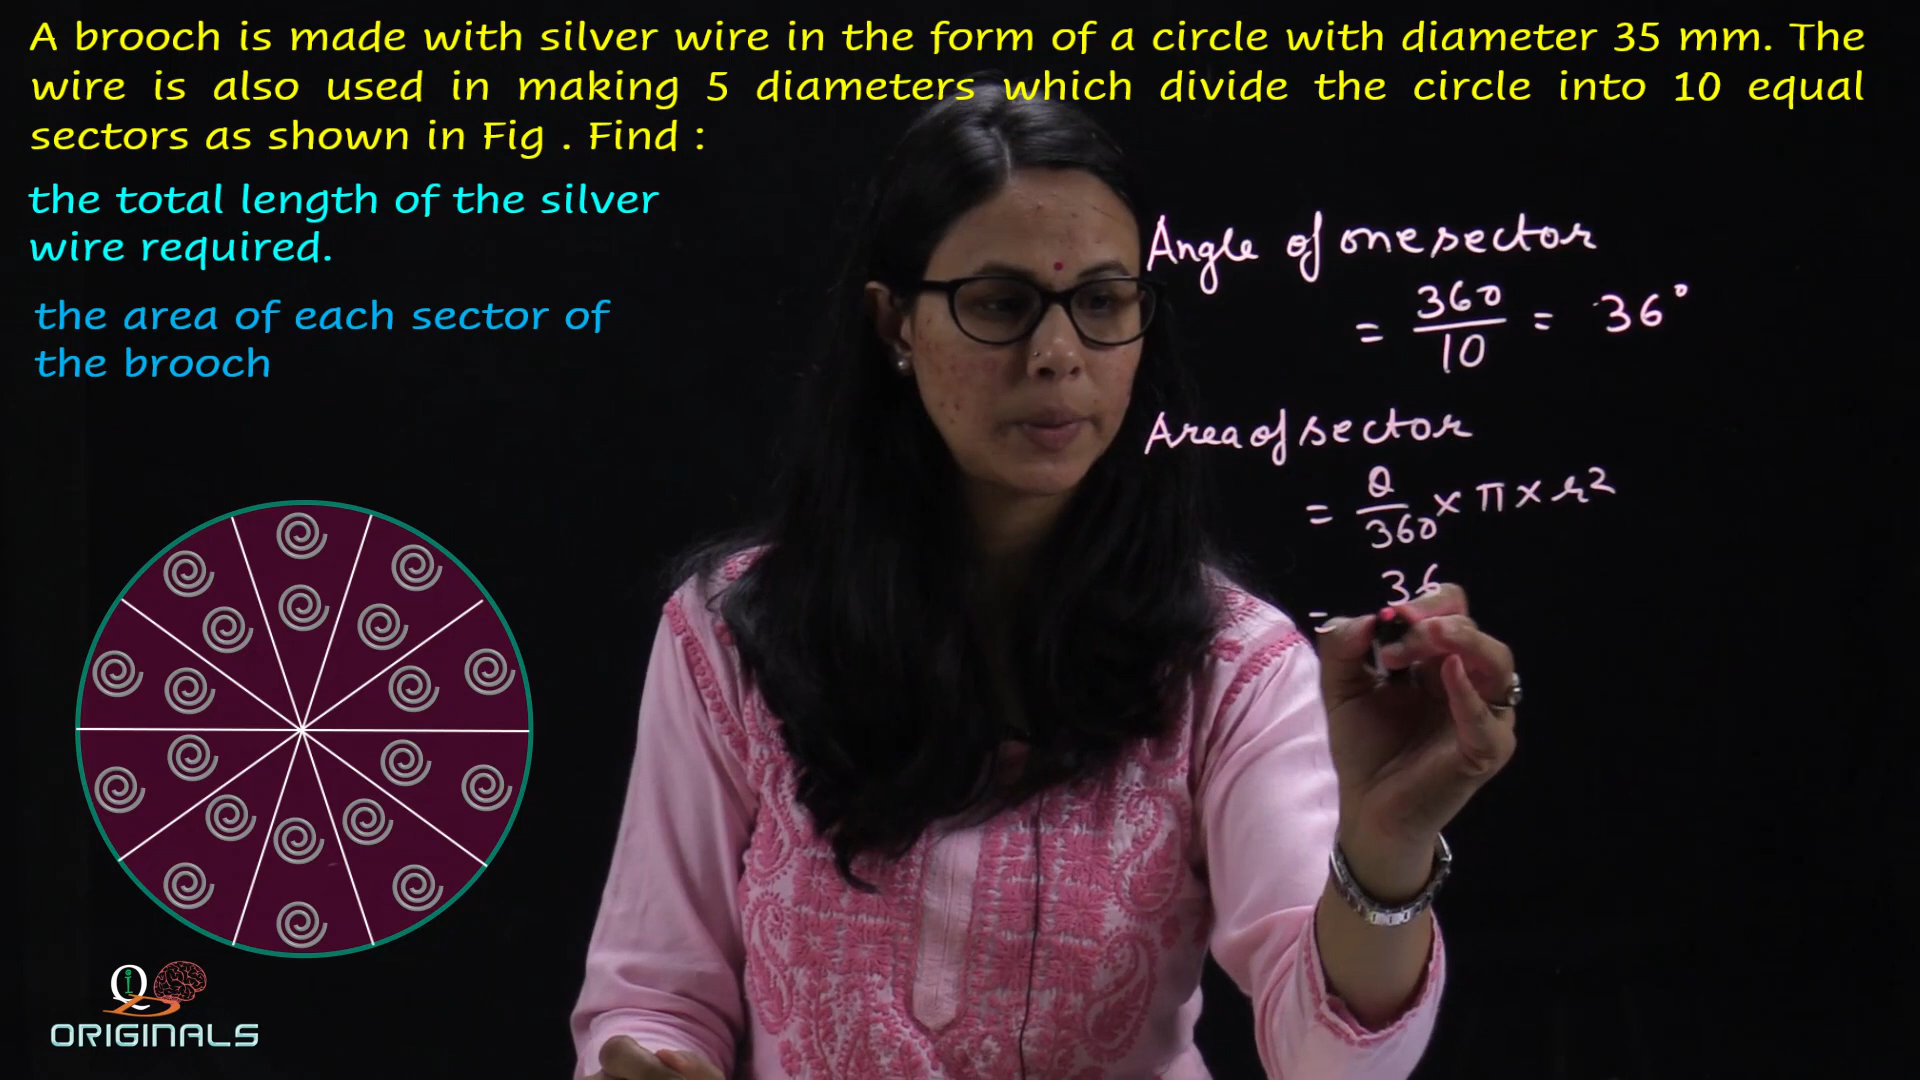 A brooch is made with silver wire in the form of a circle with diameter 35 mm. The
wire is also used in making 5 diameters which divide the circle into 10 equal
sectors as shown in Fig . Find :
the total length of the silver
wire required.
the area of each sector of
the brooch
Angle of one sector
= 360/10 = 36°
Area of sector
= θ/360 × π × r²
= 36
QI
ORIGINALS